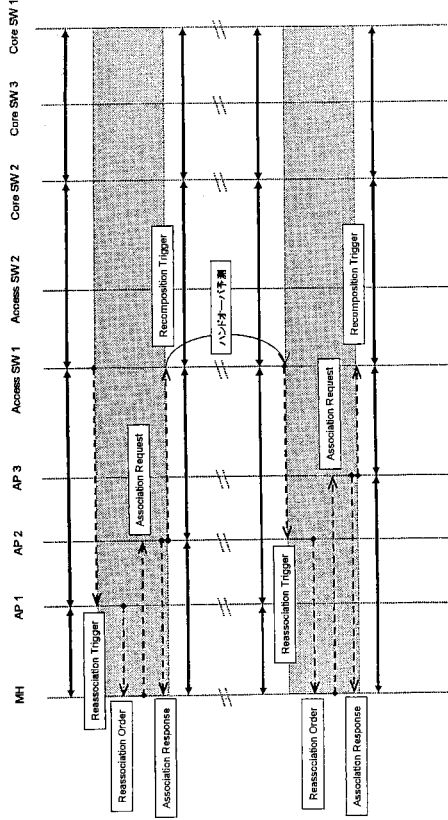 MH
AP 1
AP 2
AP 3
Access SW 1
Access SW 2
Core SW 2
Core SW 3
Core SW 1
Reassociation Trigger
Reassociation Order
Association Request
Association Response
Recomposition Trigger
ハンドオーバ予測
Reassociation Trigger
Reassociation Order
Association Request
Association Response
Recomposition Trigger